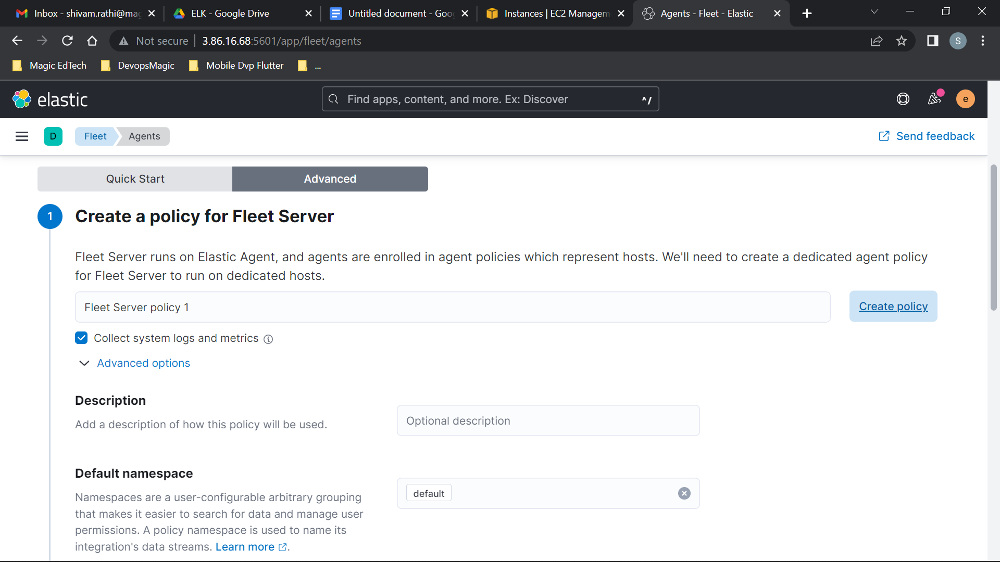 Inbox - shivam.rathi@mag
ELK - Google Drive
Untitled document - Goo
Instances | EC2 Managem
Agents - Fleet - Elastic
Not secure
3.86.16.68:5601/app/fleet/agents
S
Magic EdTech
DevopsMagic
Mobile Dvp Flutter
...
elastic
Find apps, content, and more. Ex: Discover
^/
e
D
Fleet
Agents
Send feedback
Quick Start
Advanced
1
Create a policy for Fleet Server
Fleet Server runs on Elastic Agent, and agents are enrolled in agent policies which represent hosts. We'll need to create a dedicated agent policy
for Fleet Server to run on dedicated hosts.
Fleet Server policy 1
Create policy
Collect system logs and metrics
Advanced options
Description
Add a description of how this policy will be used.
Optional description
Default namespace
Namespaces are a user-configurable arbitrary grouping
that makes it easier to search for data and manage user
permissions. A policy namespace is used to name its
integration's data streams. Learn more.
default